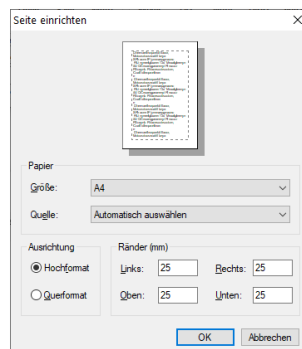 Seite einrichten
Papier
Größe: A4
Quelle: Automatisch auswählen
Ausrichtung
Hochformat
Querformat
Ränder (mm)
Links: 25 Rechts: 25
Oben: 25 Unten: 25
OK Abbrechen